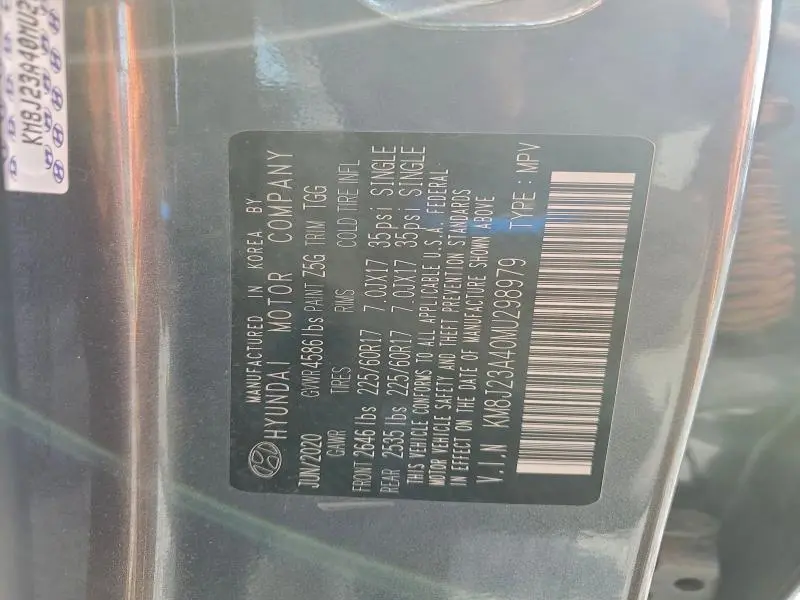 KM8J23A40MU2
MANUFACTURED IN KOREA BY
HYUNDAI MOTOR COMPANY
JUN/2020 GVWR 4586 lbs PAINT Z5G TRIM TGG
GAWR TIRES RIMS COLD TIRE INFL
FRONT 2646 lbs 225/60R17 7.0JX17 35psi SINGLE
REAR 2535 lbs 225/60R17 7.0JX17 35psi SINGLE
THIS VEHICLE CONFORMS TO ALL APPLICABLE U.S.A. FEDERAL
MOTOR VEHICLE SAFETY AND THEFT PREVENTION STANDARDS
IN EFFECT ON THE DATE OF MANUFACTURE SHOWN ABOVE
V.I.N KM8J23A40MU298979 TYPE : MPV